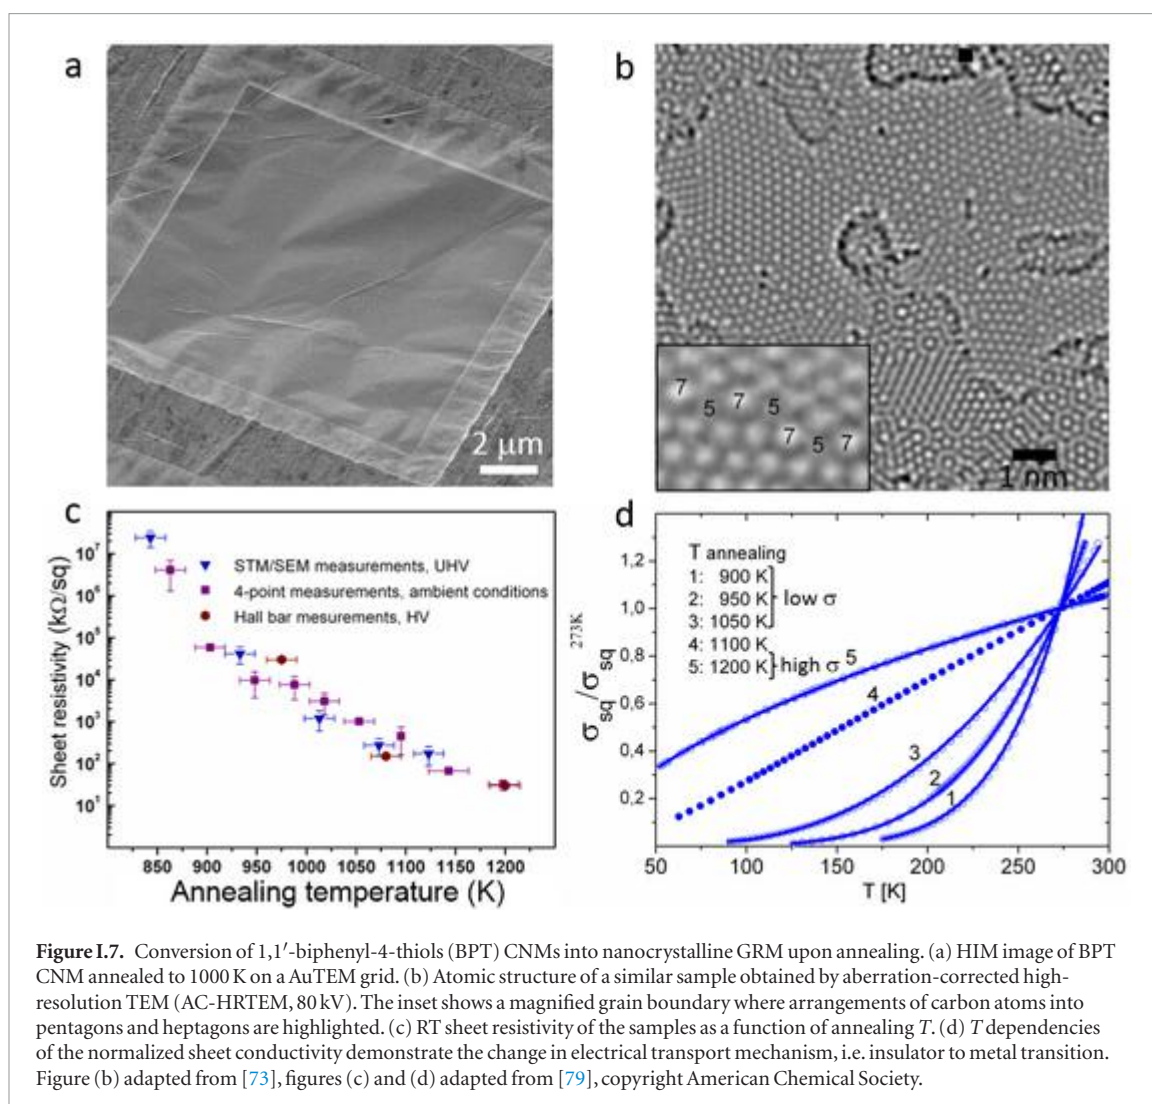 a
2 μm
b
7
5
7
5
7
5
7
1 nm
c
Sheet resistivity (kΩ/sq)
10⁷
10⁶
10⁵
10⁴
10³
10²
10¹
STM/SEM measurements, UHV
4-point measurements, ambient conditions
Hall bar mesurements, HV
850 900 950 1000 1050 1100 1150 1200
Annealing temperature (K)
d
σsq/σsq 273K
1,2
1,0
0,8
0,6
0,4
0,2
T annealing
1: 900 K
2: 950 K
3: 1050 K
low σ
4: 1100 K
5: 1200 K
high σ
5
4
3
2
1
50 100 150 200 250 300
T [K]
Figure I.7. Conversion of 1,1′-biphenyl-4-thiols (BPT) CNMs into nanocrystalline GRM upon annealing. (a) HIM image of BPT
CNM annealed to 1000 K on a AuTEM grid. (b) Atomic structure of a similar sample obtained by aberration-corrected high-
resolution TEM (AC-HRTEM, 80 kV). The inset shows a magnified grain boundary where arrangements of carbon atoms into
pentagons and heptagons are highlighted. (c) RT sheet resistivity of the samples as a function of annealing T. (d) T dependencies
of the normalized sheet conductivity demonstrate the change in electrical transport mechanism, i.e. insulator to metal transition.
Figure (b) adapted from [73], figures (c) and (d) adapted from [79], copyright American Chemical Society.